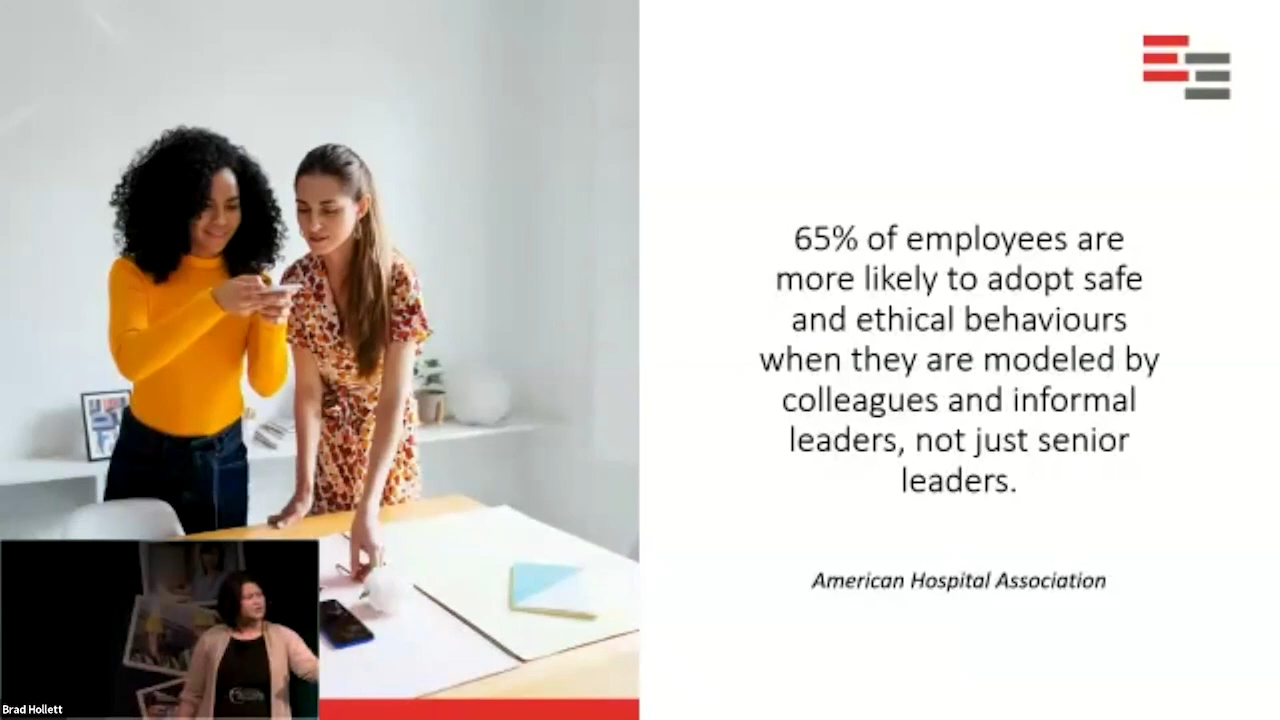 65% of employees are
more likely to adopt safe
and ethical behaviours
when they are modeled by
colleagues and informal
leaders, not just senior
leaders.
American Hospital Association
Brad Hollett